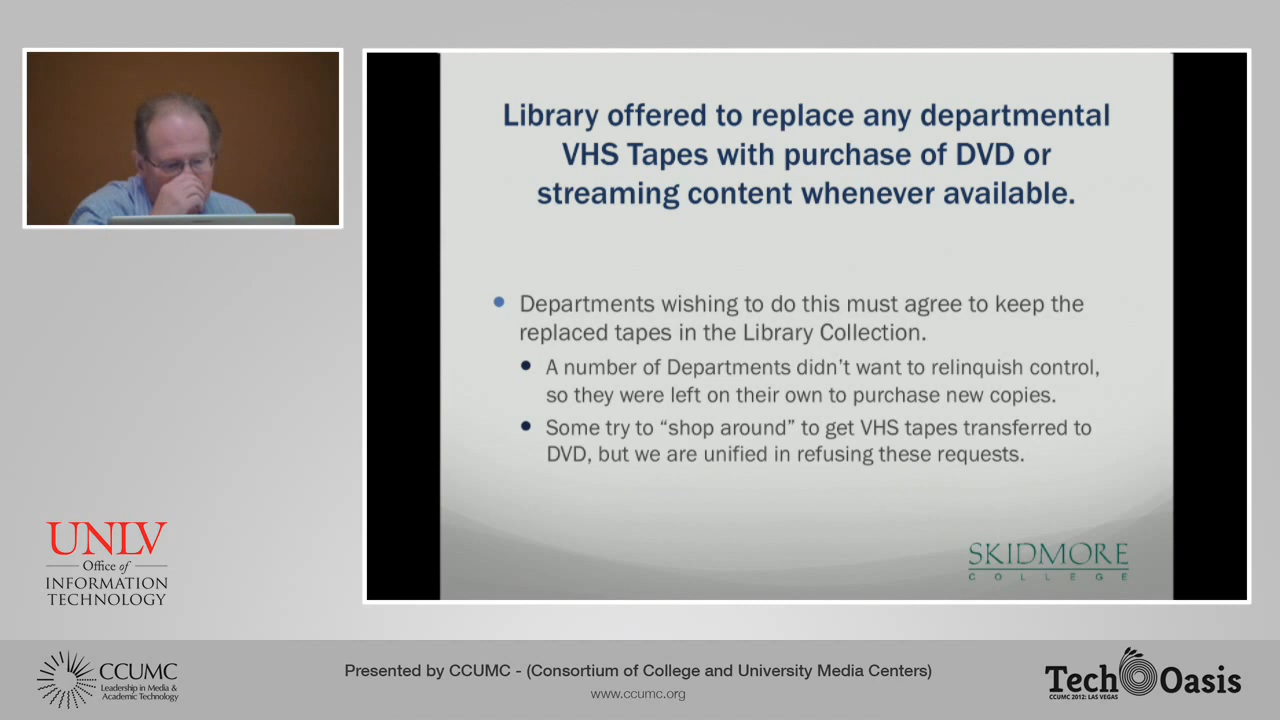 Library offered to replace any departmental
VHS Tapes with purchase of DVD or
streaming content whenever available.
• Departments wishing to do this must agree to keep the
replaced tapes in the Library Collection.
• A number of Departments didn't want to relinquish control,
so they were left on their own to purchase new copies.
• Some try to “shop around” to get VHS tapes transferred to
DVD, but we are unified in refusing these requests.
SKIDMORE
COLLEGE
UNLV
Office of
INFORMATION
TECHNOLOGY
CCUMC
Leadership in Media &
Academic Technology
Presented by CCUMC - (Consortium of College and University Media Centers)
www.ccumc.org
Tech Oasis
CCUMC 2012: LAS VEGAS